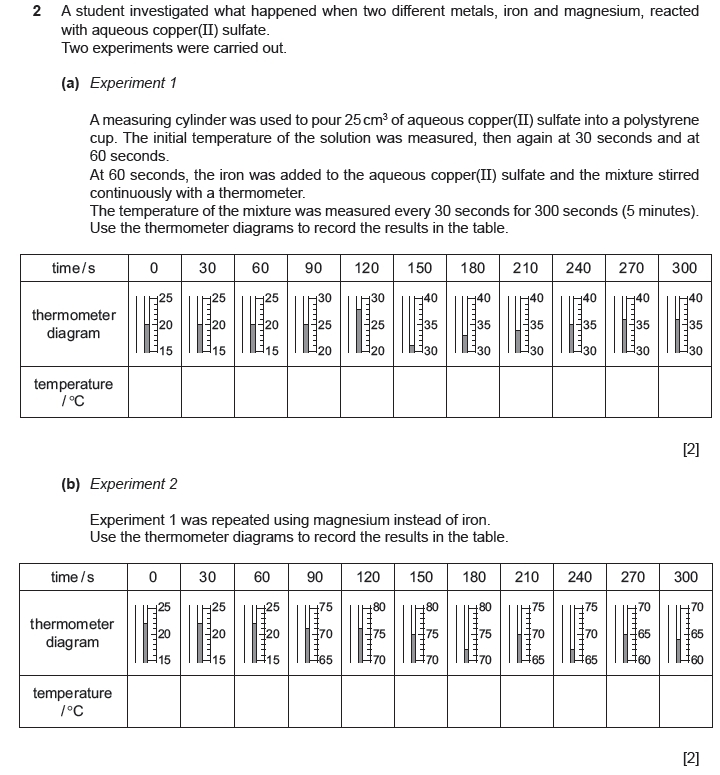 2 A student investigated what happened when two different metals, iron and magnesium, reacted
with aqueous copper(II) sulfate.
Two experiments were carried out.
(a) Experiment 1
A measuring cylinder was used to pour 25 cm³ of aqueous copper(II) sulfate into a polystyrene
cup. The initial temperature of the solution was measured, then again at 30 seconds and at
60 seconds.
At 60 seconds, the iron was added to the aqueous copper(II) sulfate and the mixture stirred
continuously with a thermometer.
The temperature of the mixture was measured every 30 seconds for 300 seconds (5 minutes).
Use the thermometer diagrams to record the results in the table.
time/s 0 30 60 90 120 150 180 210 240 270 300
25 25 25 30 30 40 40 40 40 40 40
thermometer
20 20 20 25 25 35 35 35 35 35 35
diagram
15 15 15 20 20 30 30 30 30 30 30
temperature
/°C
[2]
(b) Experiment 2
Experiment 1 was repeated using magnesium instead of iron.
Use the thermometer diagrams to record the results in the table.
time/s 0 30 60 90 120 150 180 210 240 270 300
25 25 25 75 80 80 80 75 75 70 70
thermometer
20 20 20 70 75 75 75 70 70 65 65
diagram
15 15 15 65 70 70 70 65 65 60 60
temperature
/°C
[2]